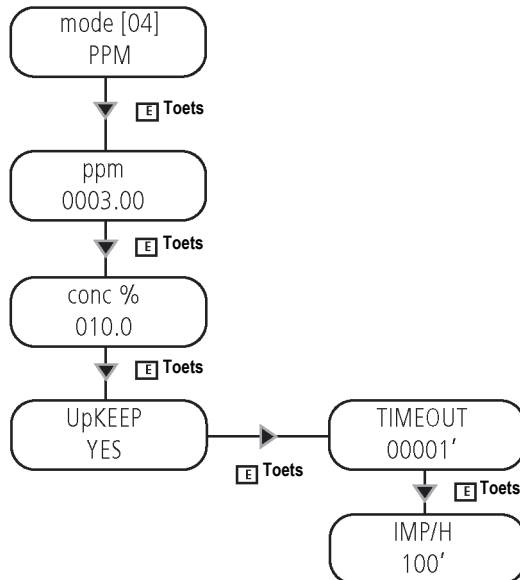 mode [04]
PPM
E Toets
ppm
0003.00
E Toets
conc %
010.0
E Toets
UpKEEP
YES
E Toets
TIMEOUT
00001′
E Toets
IMP/H
100′